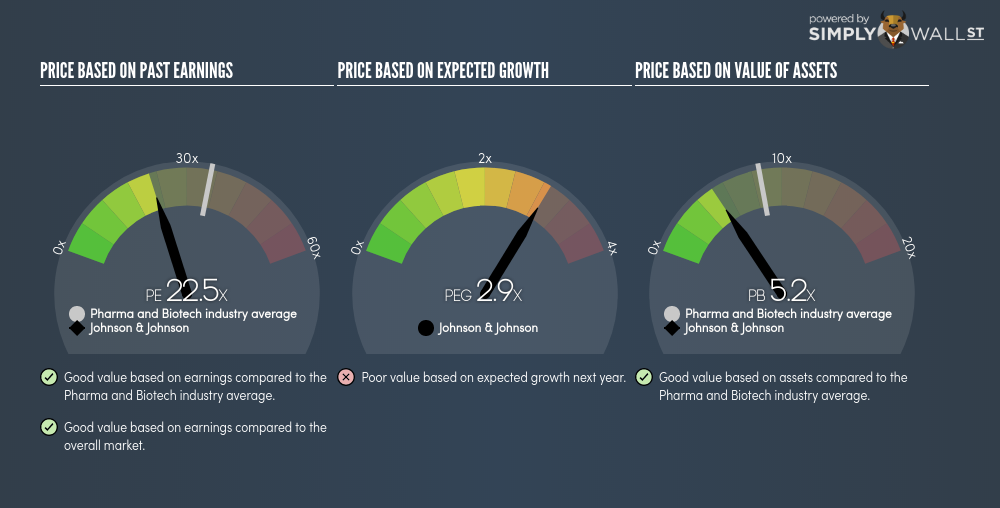 powered by
SIMPLY WALL ST
PRICE BASED ON PAST EARNINGS
0x
30x
60x
PE 22.5x
Pharma and Biotech industry average
Johnson & Johnson
Good value based on earnings compared to the
Pharma and Biotech industry average.
Good value based on earnings compared to the
overall market.
PRICE BASED ON EXPECTED GROWTH
0x
2x
4x
PEG 2.9x
Johnson & Johnson
Poor value based on expected growth next year.
PRICE BASED ON VALUE OF ASSETS
0x
10x
20x
PB 5.2x
Pharma and Biotech industry average
Johnson & Johnson
Good value based on assets compared to the
Pharma and Biotech industry average.